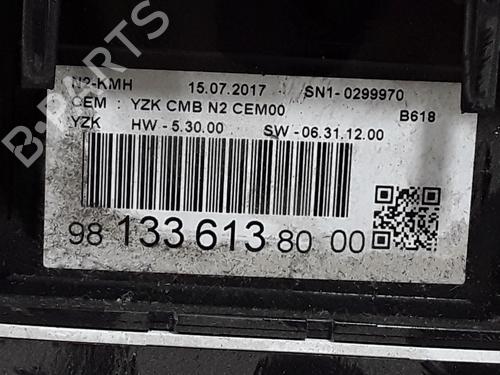 N2-KMH 15.07.2017 SN1- 0299970
CEM : YZK CMB N2 CEM00 B618
YZK HW - 5.30.00 SW - 06.31.12.00
98 133 613 80 00